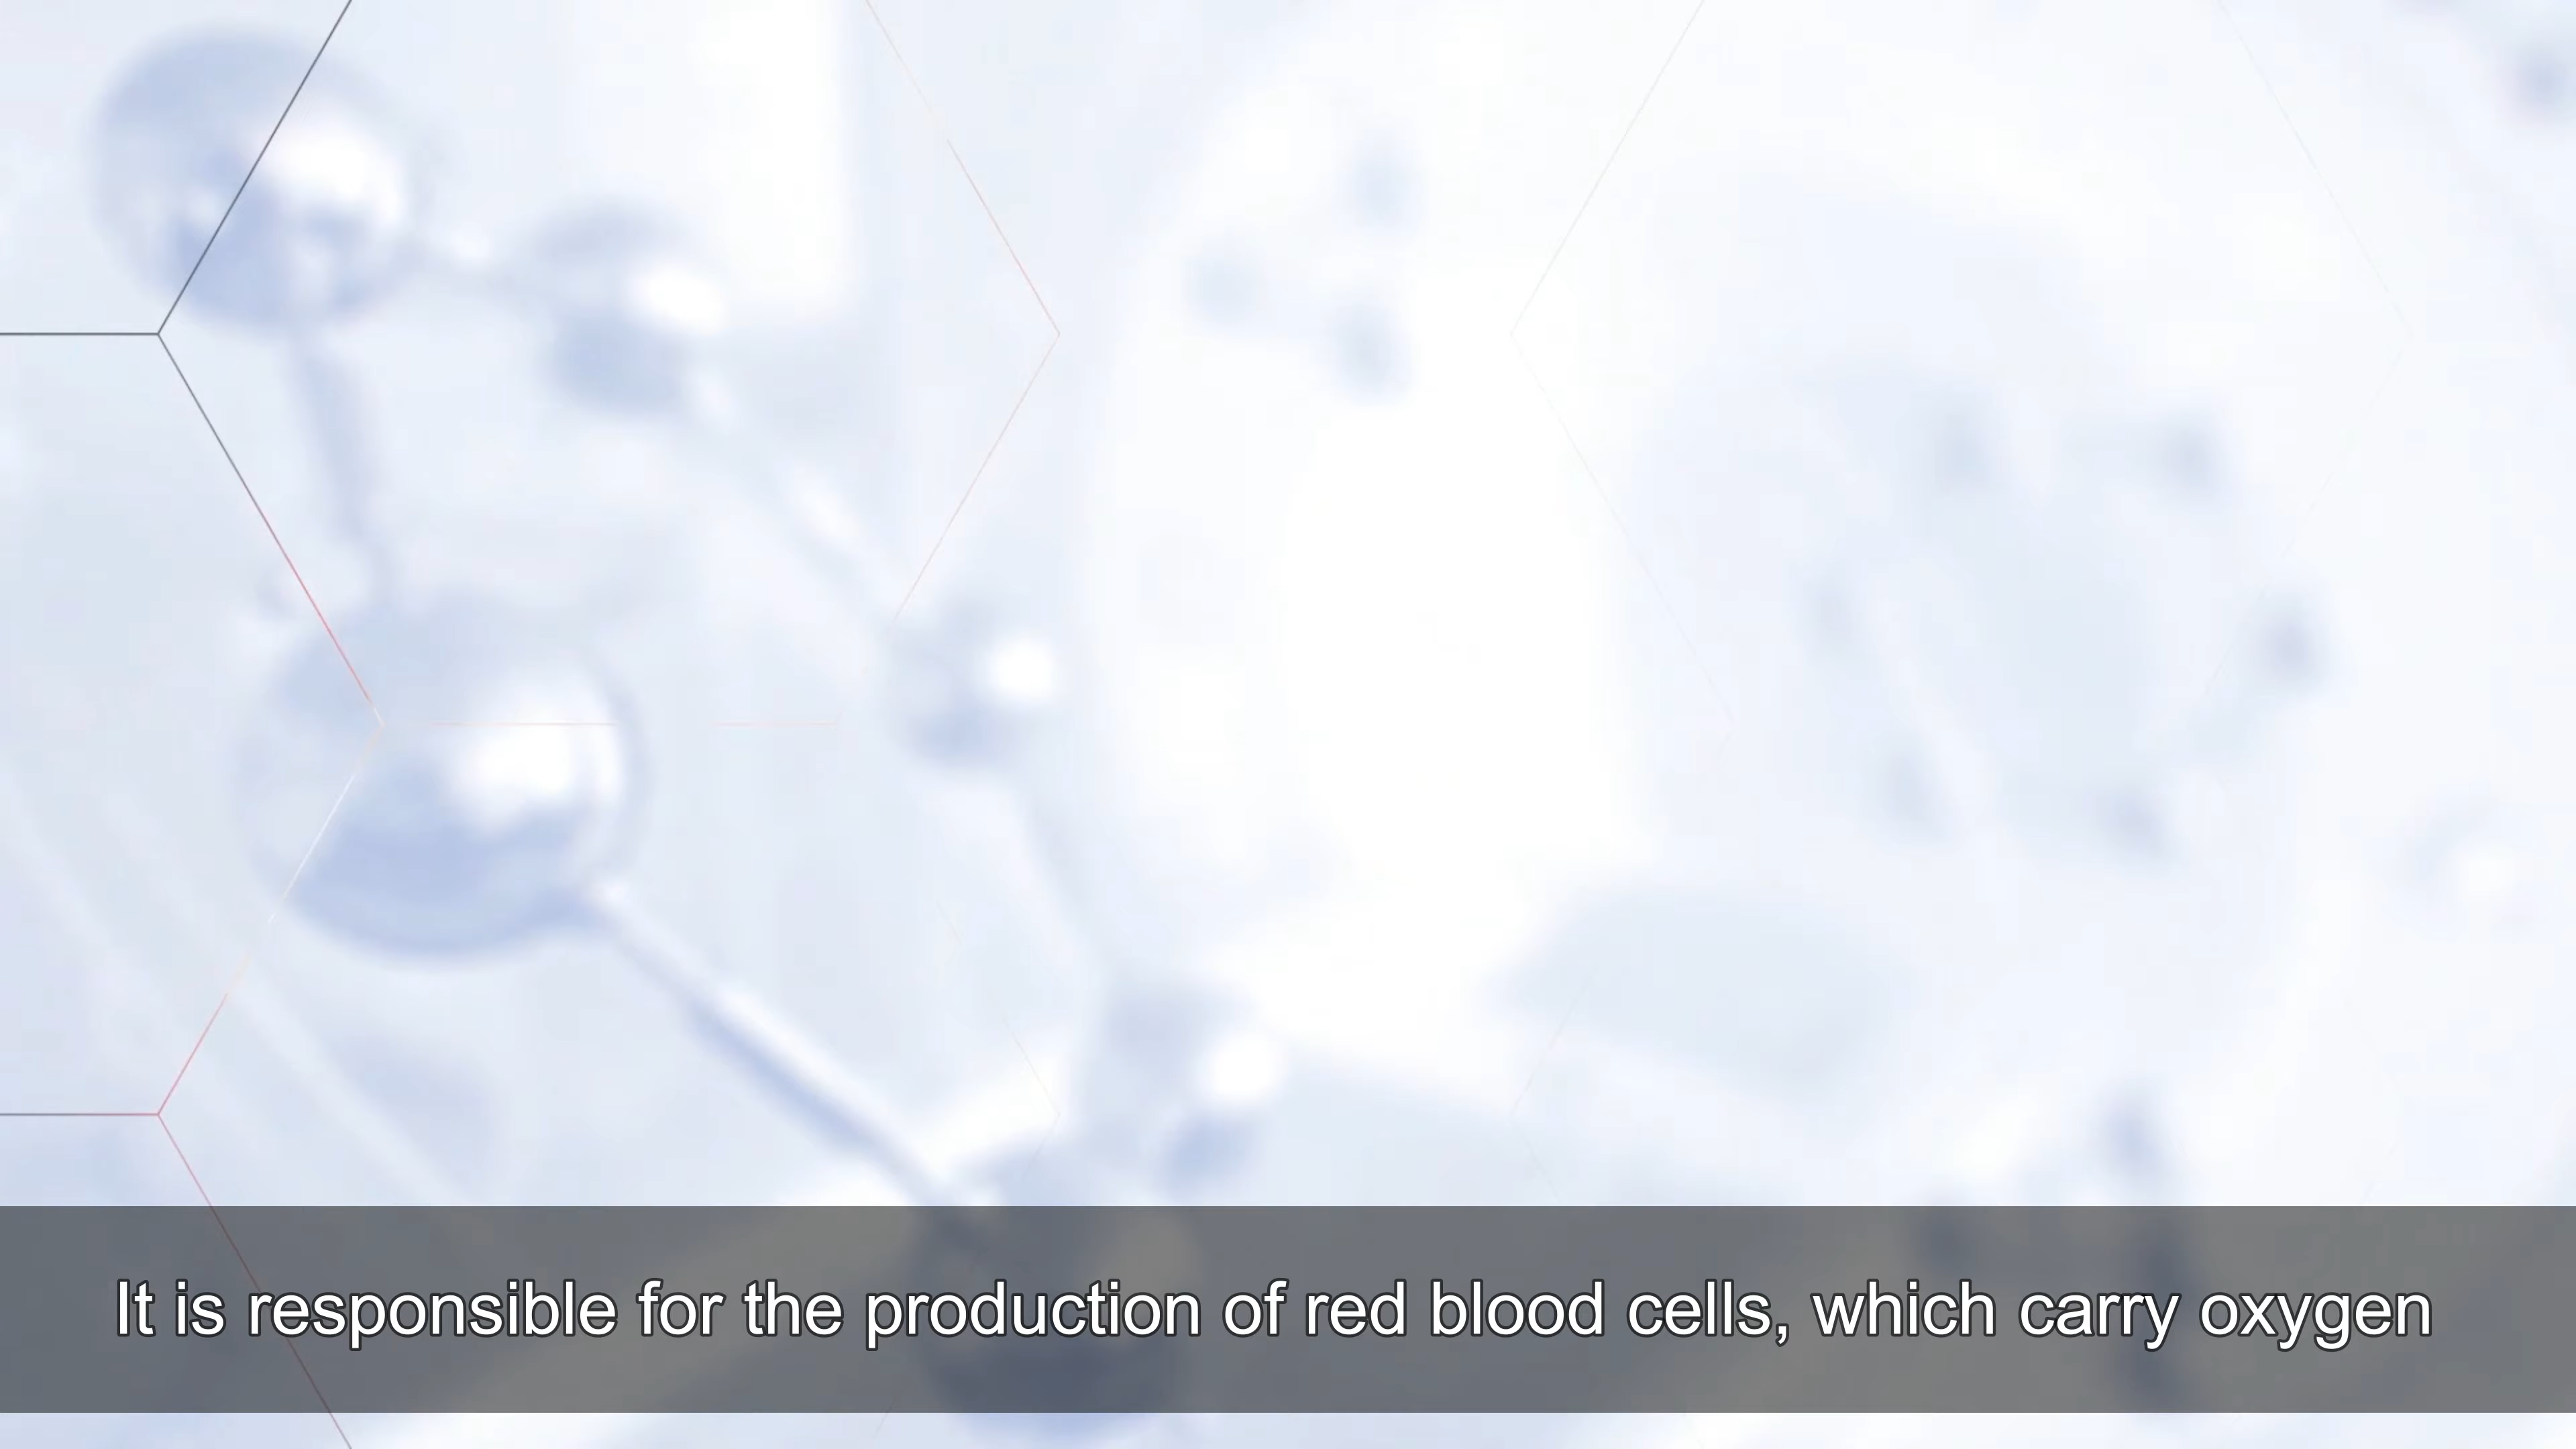 It is responsible for the production of red blood cells, which carry oxygen